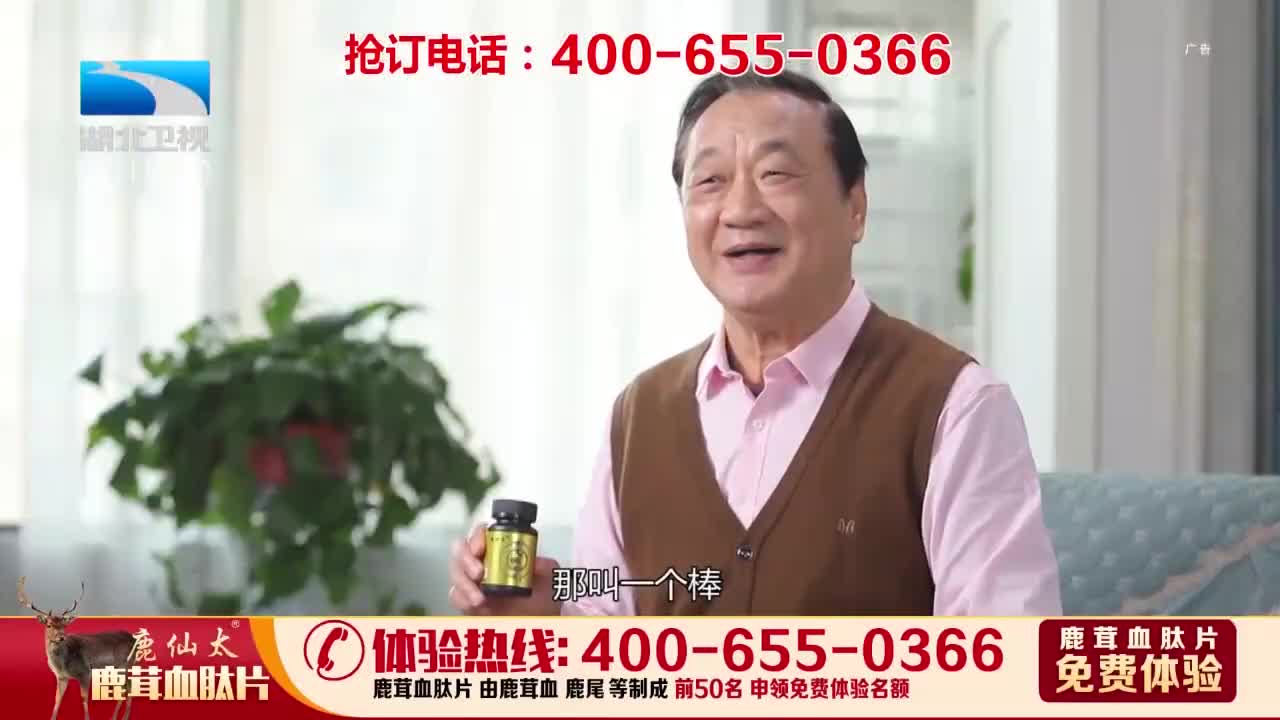 抢订电话：400-655-0366
广告
湖北卫视
那叫一个棒
鹿仙太®
鹿茸血肽片
体验热线：400-655-0366
鹿茸血肽片 由鹿茸血 鹿尾 等制成 前50名 申领免费体验名额
鹿茸血肽片
免费体验